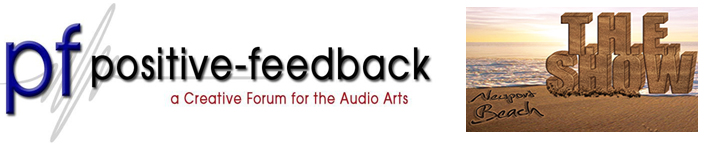 pf positive-feedback
a Creative Forum for the Audio Arts
T.H.E.
SHOW
Newport
Beach